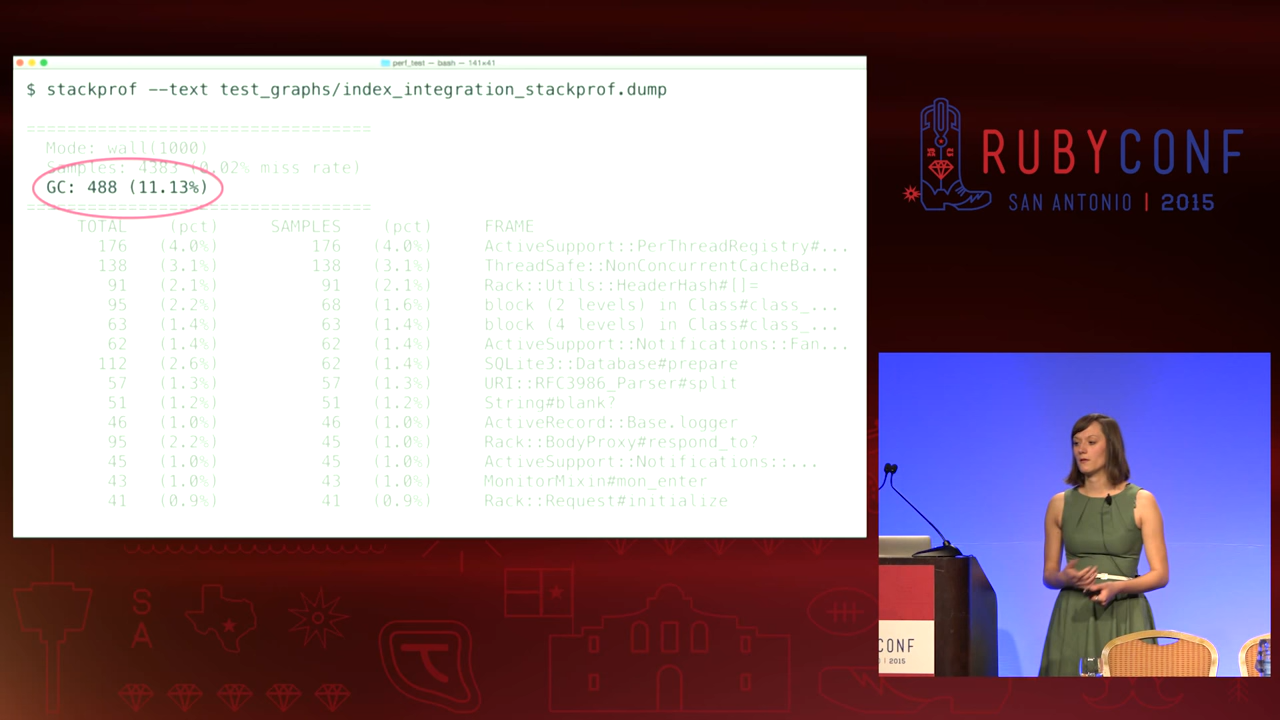 perf_test — bash — 141×41
$ stackprof --text test_graphs/index_integration_stackprof.dump
==================================
Mode: wall(1000)
Samples: 4383 (0.02% miss rate)
GC: 488 (11.13%)
==================================
TOTAL (pct) SAMPLES (pct) FRAME
176 (4.0%) 176 (4.0%) ActiveSupport::PerThreadRegistry#...
138 (3.1%) 138 (3.1%) ThreadSafe::NonConcurrentCacheBa...
91 (2.1%) 91 (2.1%) Rack::Utils::HeaderHash#[]=
95 (2.2%) 68 (1.6%) block (2 levels) in Class#class_...
63 (1.4%) 63 (1.4%) block (4 levels) in Class#class_...
62 (1.4%) 62 (1.4%) ActiveSupport::Notifications::Fan...
112 (2.6%) 62 (1.4%) SQLite3::Database#prepare
57 (1.3%) 57 (1.3%) URI::RFC3986_Parser#split
51 (1.2%) 51 (1.2%) String#blank?
46 (1.0%) 46 (1.0%) ActiveRecord::Base.logger
95 (2.2%) 45 (1.0%) Rack::BodyProxy#respond_to?
45 (1.0%) 45 (1.0%) ActiveSupport::Notifications::...
43 (1.0%) 43 (1.0%) MonitorMixin#mon_enter
41 (0.9%) 41 (0.9%) Rack::Request#initialize
RUBYCONF
SAN ANTONIO | 2015
S
A
CONF
2015